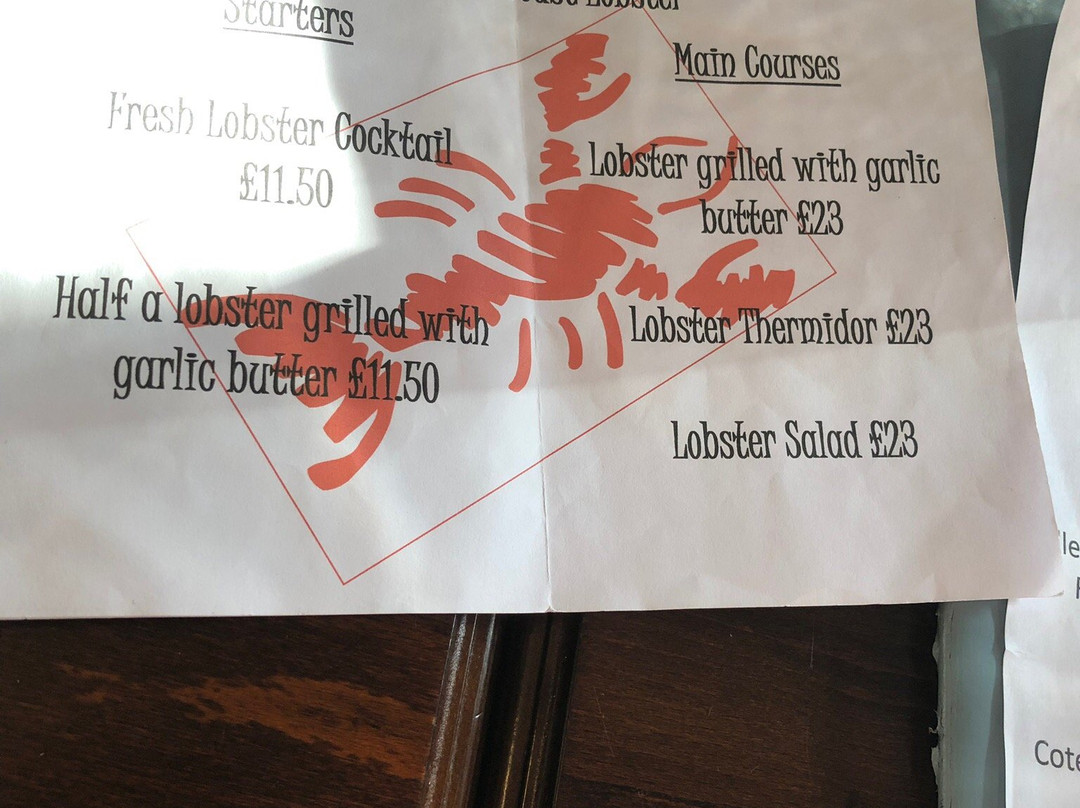 Lobster
Starters
Fresh Lobster Cocktail
£11.50
Half a lobster grilled with
garlic butter £11.50
Main Courses
Lobster grilled with garlic
butter £23
Lobster Thermidor £23
Lobster Salad £23